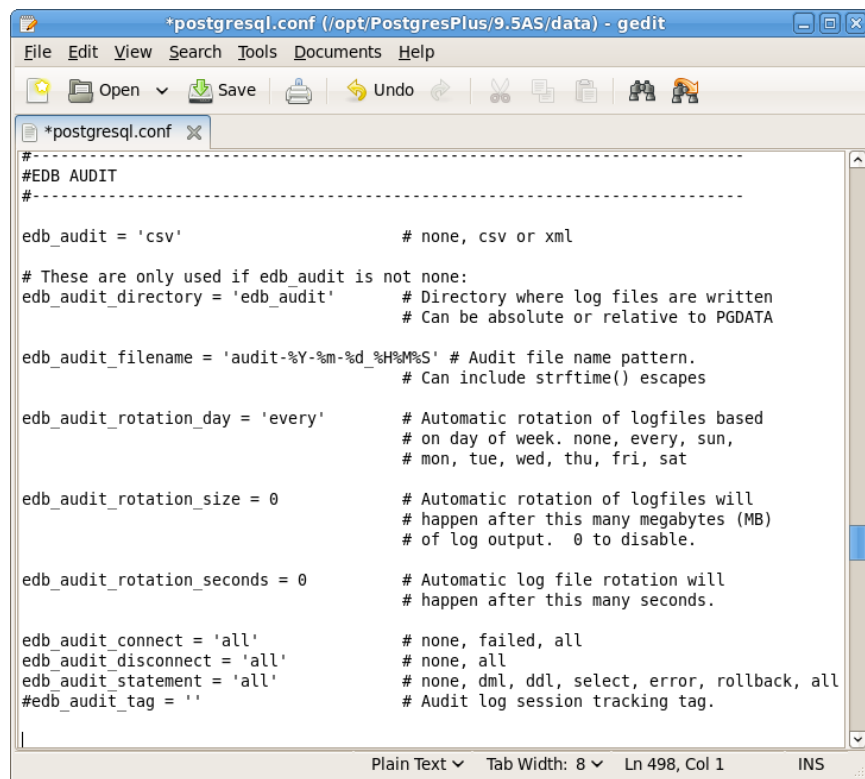 *postgresql.conf (/opt/PostgresPlus/9.5AS/data) - gedit
File Edit View Search Tools Documents Help
Open Save Undo
*postgresql.conf
#---------------------------------------------------------------------------
#EDB AUDIT
#---------------------------------------------------------------------------
edb_audit = 'csv' # none, csv or xml
# These are only used if edb_audit is not none:
edb_audit_directory = 'edb_audit' # Directory where log files are written
# Can be absolute or relative to PGDATA
edb_audit_filename = 'audit-%Y-%m-%d_%H%M%S' # Audit file name pattern.
# Can include strftime() escapes
edb_audit_rotation_day = 'every' # Automatic rotation of logfiles based
# on day of week. none, every, sun,
# mon, tue, wed, thu, fri, sat
edb_audit_rotation_size = 0 # Automatic rotation of logfiles will
# happen after this many megabytes (MB)
# of log output. 0 to disable.
edb_audit_rotation_seconds = 0 # Automatic log file rotation will
# happen after this many seconds.
edb_audit_connect = 'all' # none, failed, all
edb_audit_disconnect = 'all' # none, all
edb_audit_statement = 'all' # none, dml, ddl, select, error, rollback, all
#edb_audit_tag = '' # Audit log session tracking tag.
Plain Text Tab Width: 8 Ln 498, Col 1 INS